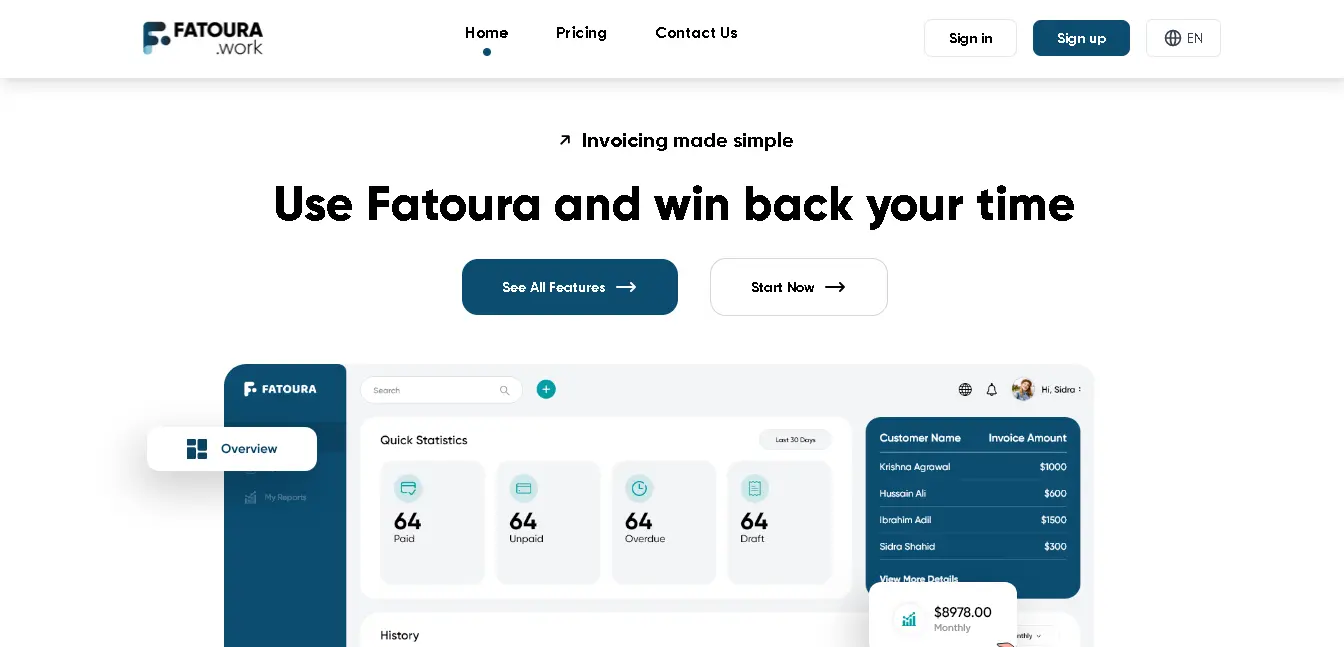 FATOURA
.work
Home
Pricing
Contact Us
Sign in
Sign up
EN
Invoicing made simple
Use Fatoura and win back your time
See All Features
Start Now
FATOURA
Search
Hi, Sidra
Overview
My Reports
Quick Statistics
Last 30 Days
64
Paid
64
Unpaid
64
Overdue
64
Draft
Customer Name Invoice Amount
Krishna Agrawal $1000
Hussain Ali $600
Ibrahim Adil $1500
Sidra Shahid $300
View More Details
$8978.00
Monthly
History